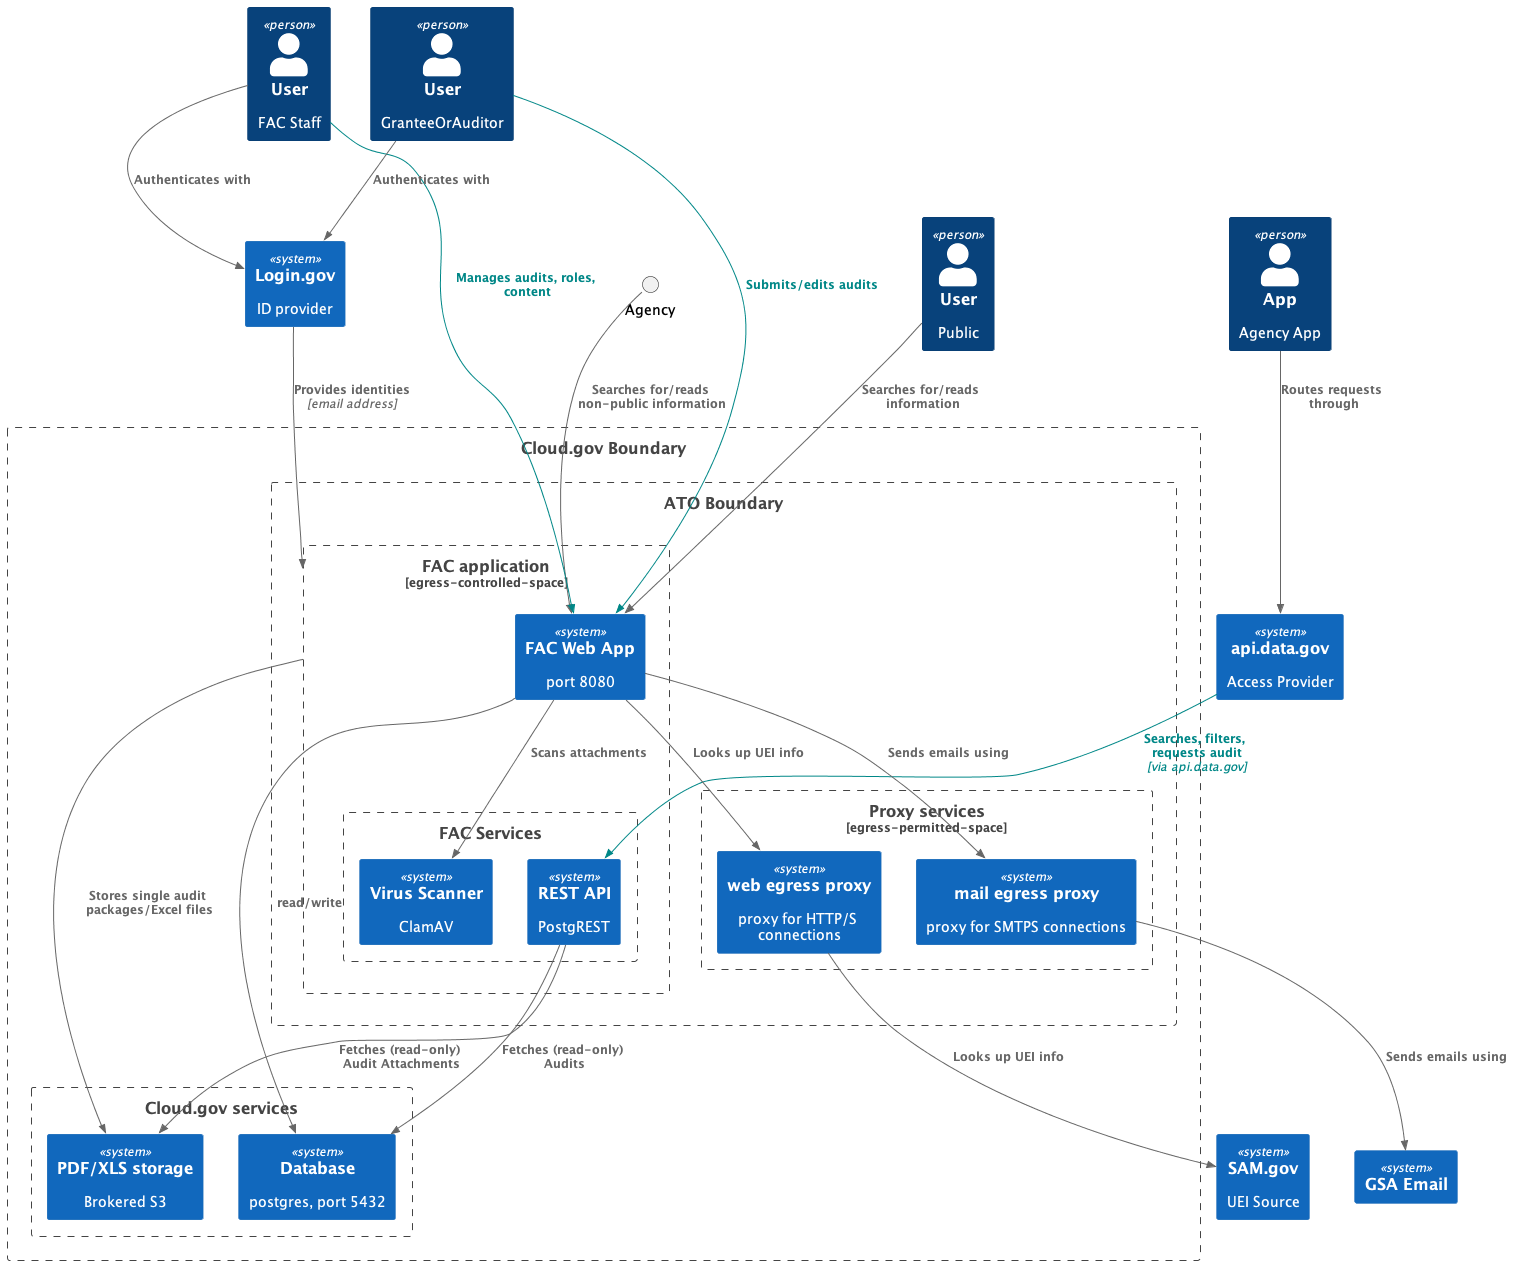 «person»
User
FAC Staff
«person»
User
GranteeOrAuditor
Authenticates with
Authenticates with
«system»
Login.gov
ID provider
Manages audits, roles,
content
Agency
Submits/edits audits
«person»
User
Public
«person»
App
Agency App
Provides identities
[email address]
Searches for/reads
non-public information
Searches for/reads
information
Routes requests
through
Cloud.gov Boundary
ATO Boundary
FAC application
[egress-controlled-space]
«system»
FAC Web App
port 8080
«system»
api.data.gov
Access Provider
Scans attachments
Looks up UEI info
Sends emails using
Searches, filters,
requests audit
[via api.data.gov]
FAC Services
Proxy services
[egress-permitted-space]
Stores single audit
packages/Excel files
read/write
«system»
Virus Scanner
ClamAV
«system»
REST API
PostgREST
«system»
web egress proxy
proxy for HTTP/S
connections
«system»
mail egress proxy
proxy for SMTPS connections
Fetches (read-only)
Audit Attachments
Fetches (read-only)
Audits
Looks up UEI info
Sends emails using
Cloud.gov services
«system»
PDF/XLS storage
Brokered S3
«system»
Database
postgres, port 5432
«system»
SAM.gov
UEI Source
«system»
GSA Email